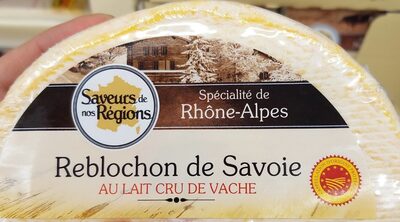 Saveurs de
nos Régions
Spécialité de
Rhône-Alpes
Reblochon de Savoie
AU LAIT CRU DE VACHE